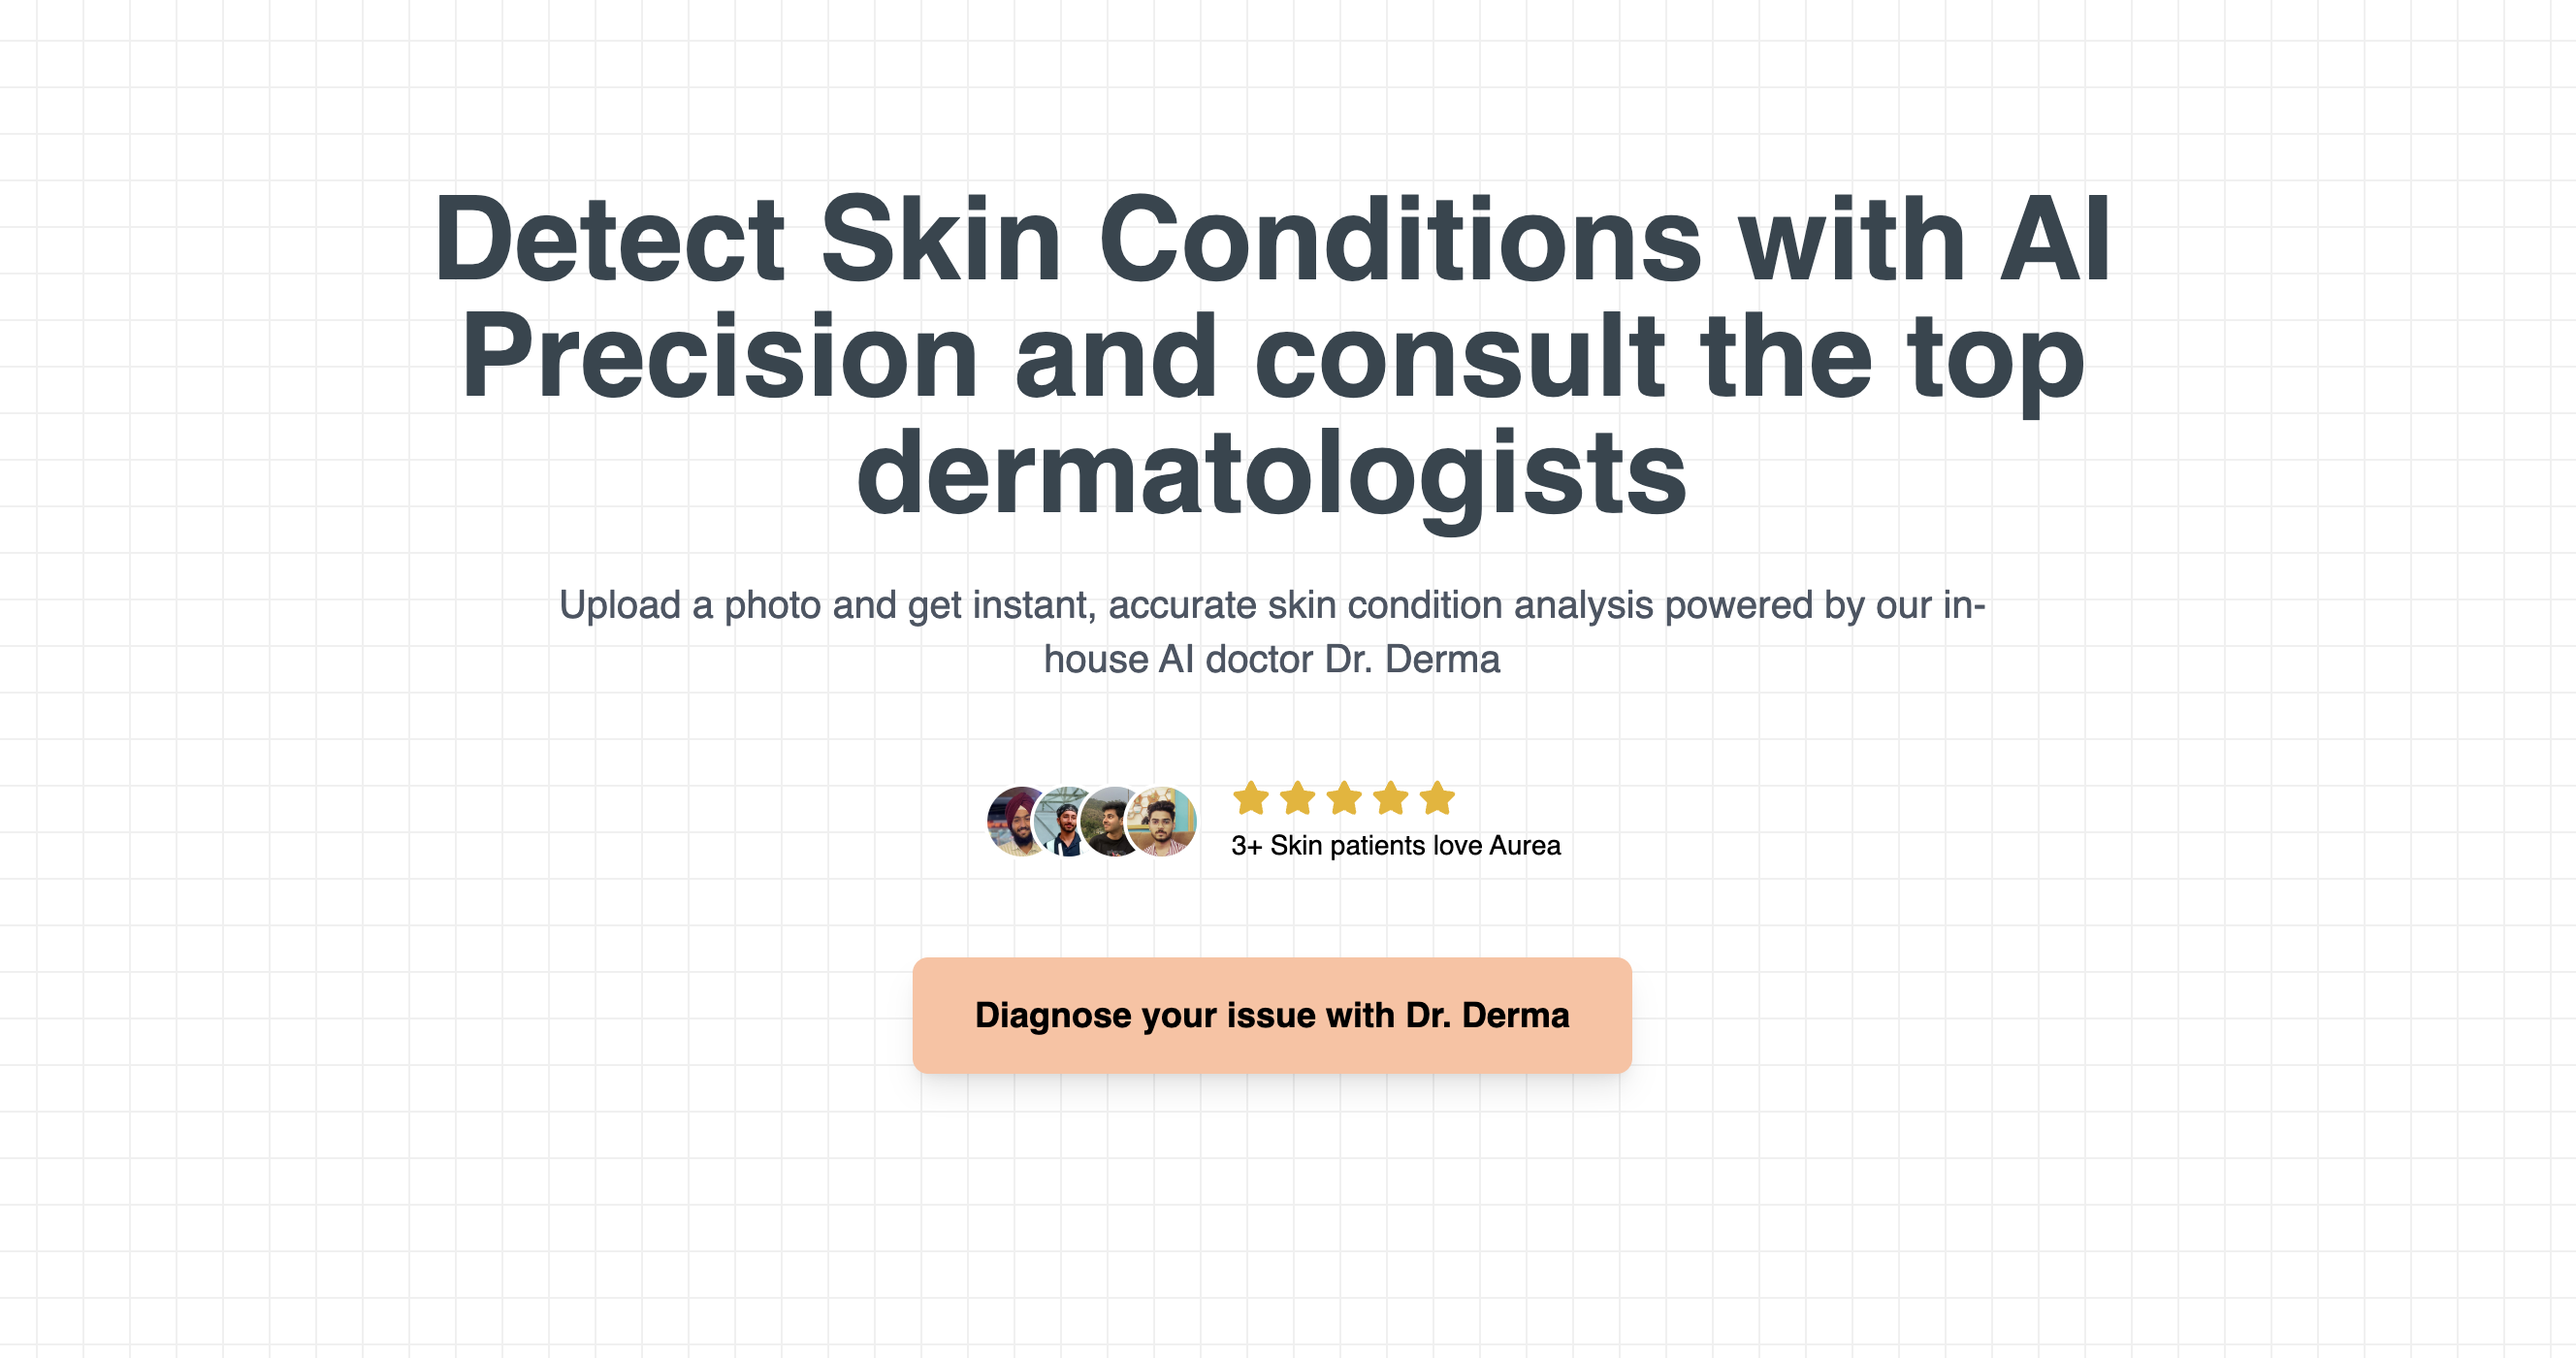 Detect Skin Conditions with AI
Precision and consult the top
dermatologists
Upload a photo and get instant, accurate skin condition analysis powered by our in-
house AI doctor Dr. Derma
3+ Skin patients love Aurea
Diagnose your issue with Dr. Derma